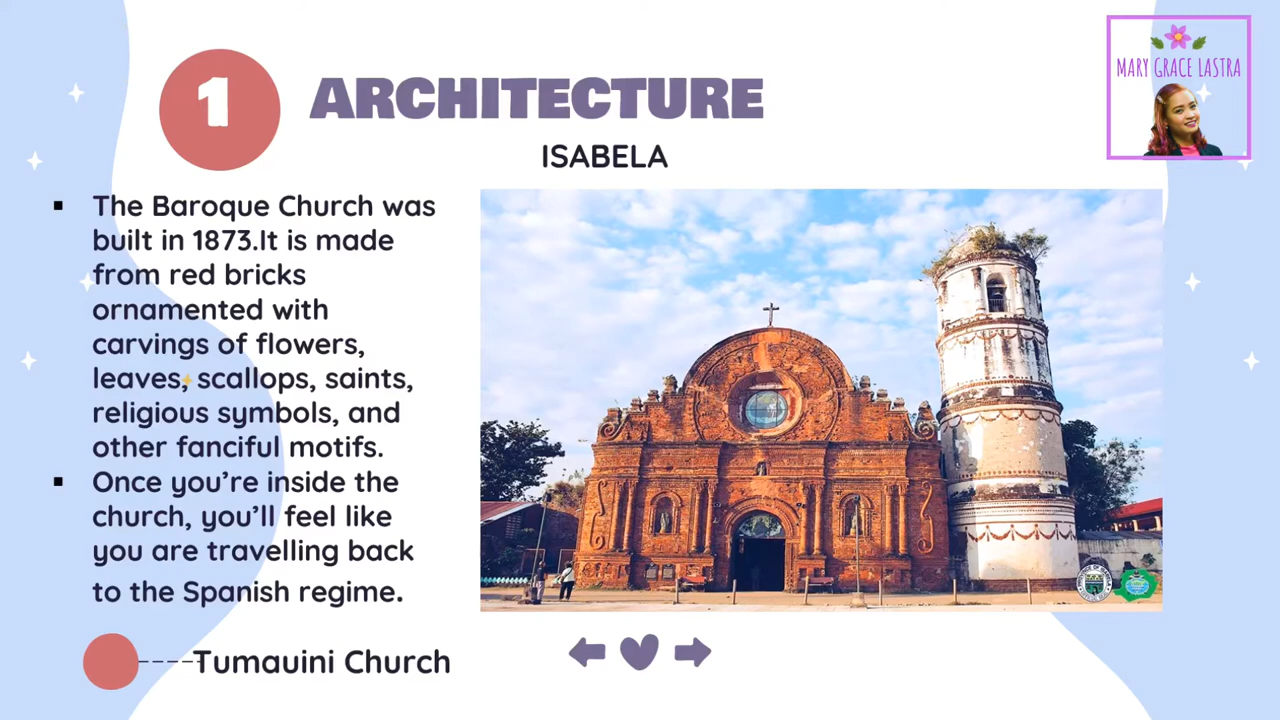 1
ARCHITECTURE
MARY GRACE LASTRA
ISABELA
▪ The Baroque Church was
built in 1873.It is made
from red bricks
ornamented with
carvings of flowers,
leaves, scallops, saints,
religious symbols, and
other fanciful motifs.
▪ Once you're inside the
church, you'll feel like
you are travelling back
to the Spanish regime.
Tumauini Church